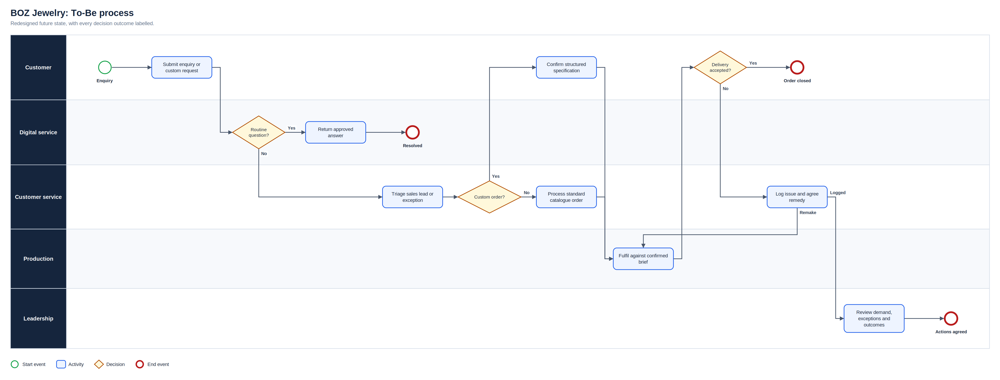 BOZ Jewelry: To-Be process
Redesigned future state, with every decision outcome labelled.
Customer
Enquiry
Submit enquiry or
custom request
Confirm structured
specification
Delivery
accepted?
Yes
No
Order closed
Digital service
Routine
question?
Yes
No
Return approved
answer
Resolved
Customer service
Triage sales lead or
exception
Yes
Custom order?
No
Process standard
catalogue order
Log issue and agree
remedy
Logged
Remake
Production
Fulfil against confirmed
brief
Leadership
Review demand,
exceptions and
outcomes
Actions agreed
Start event
Activity
Decision
End event